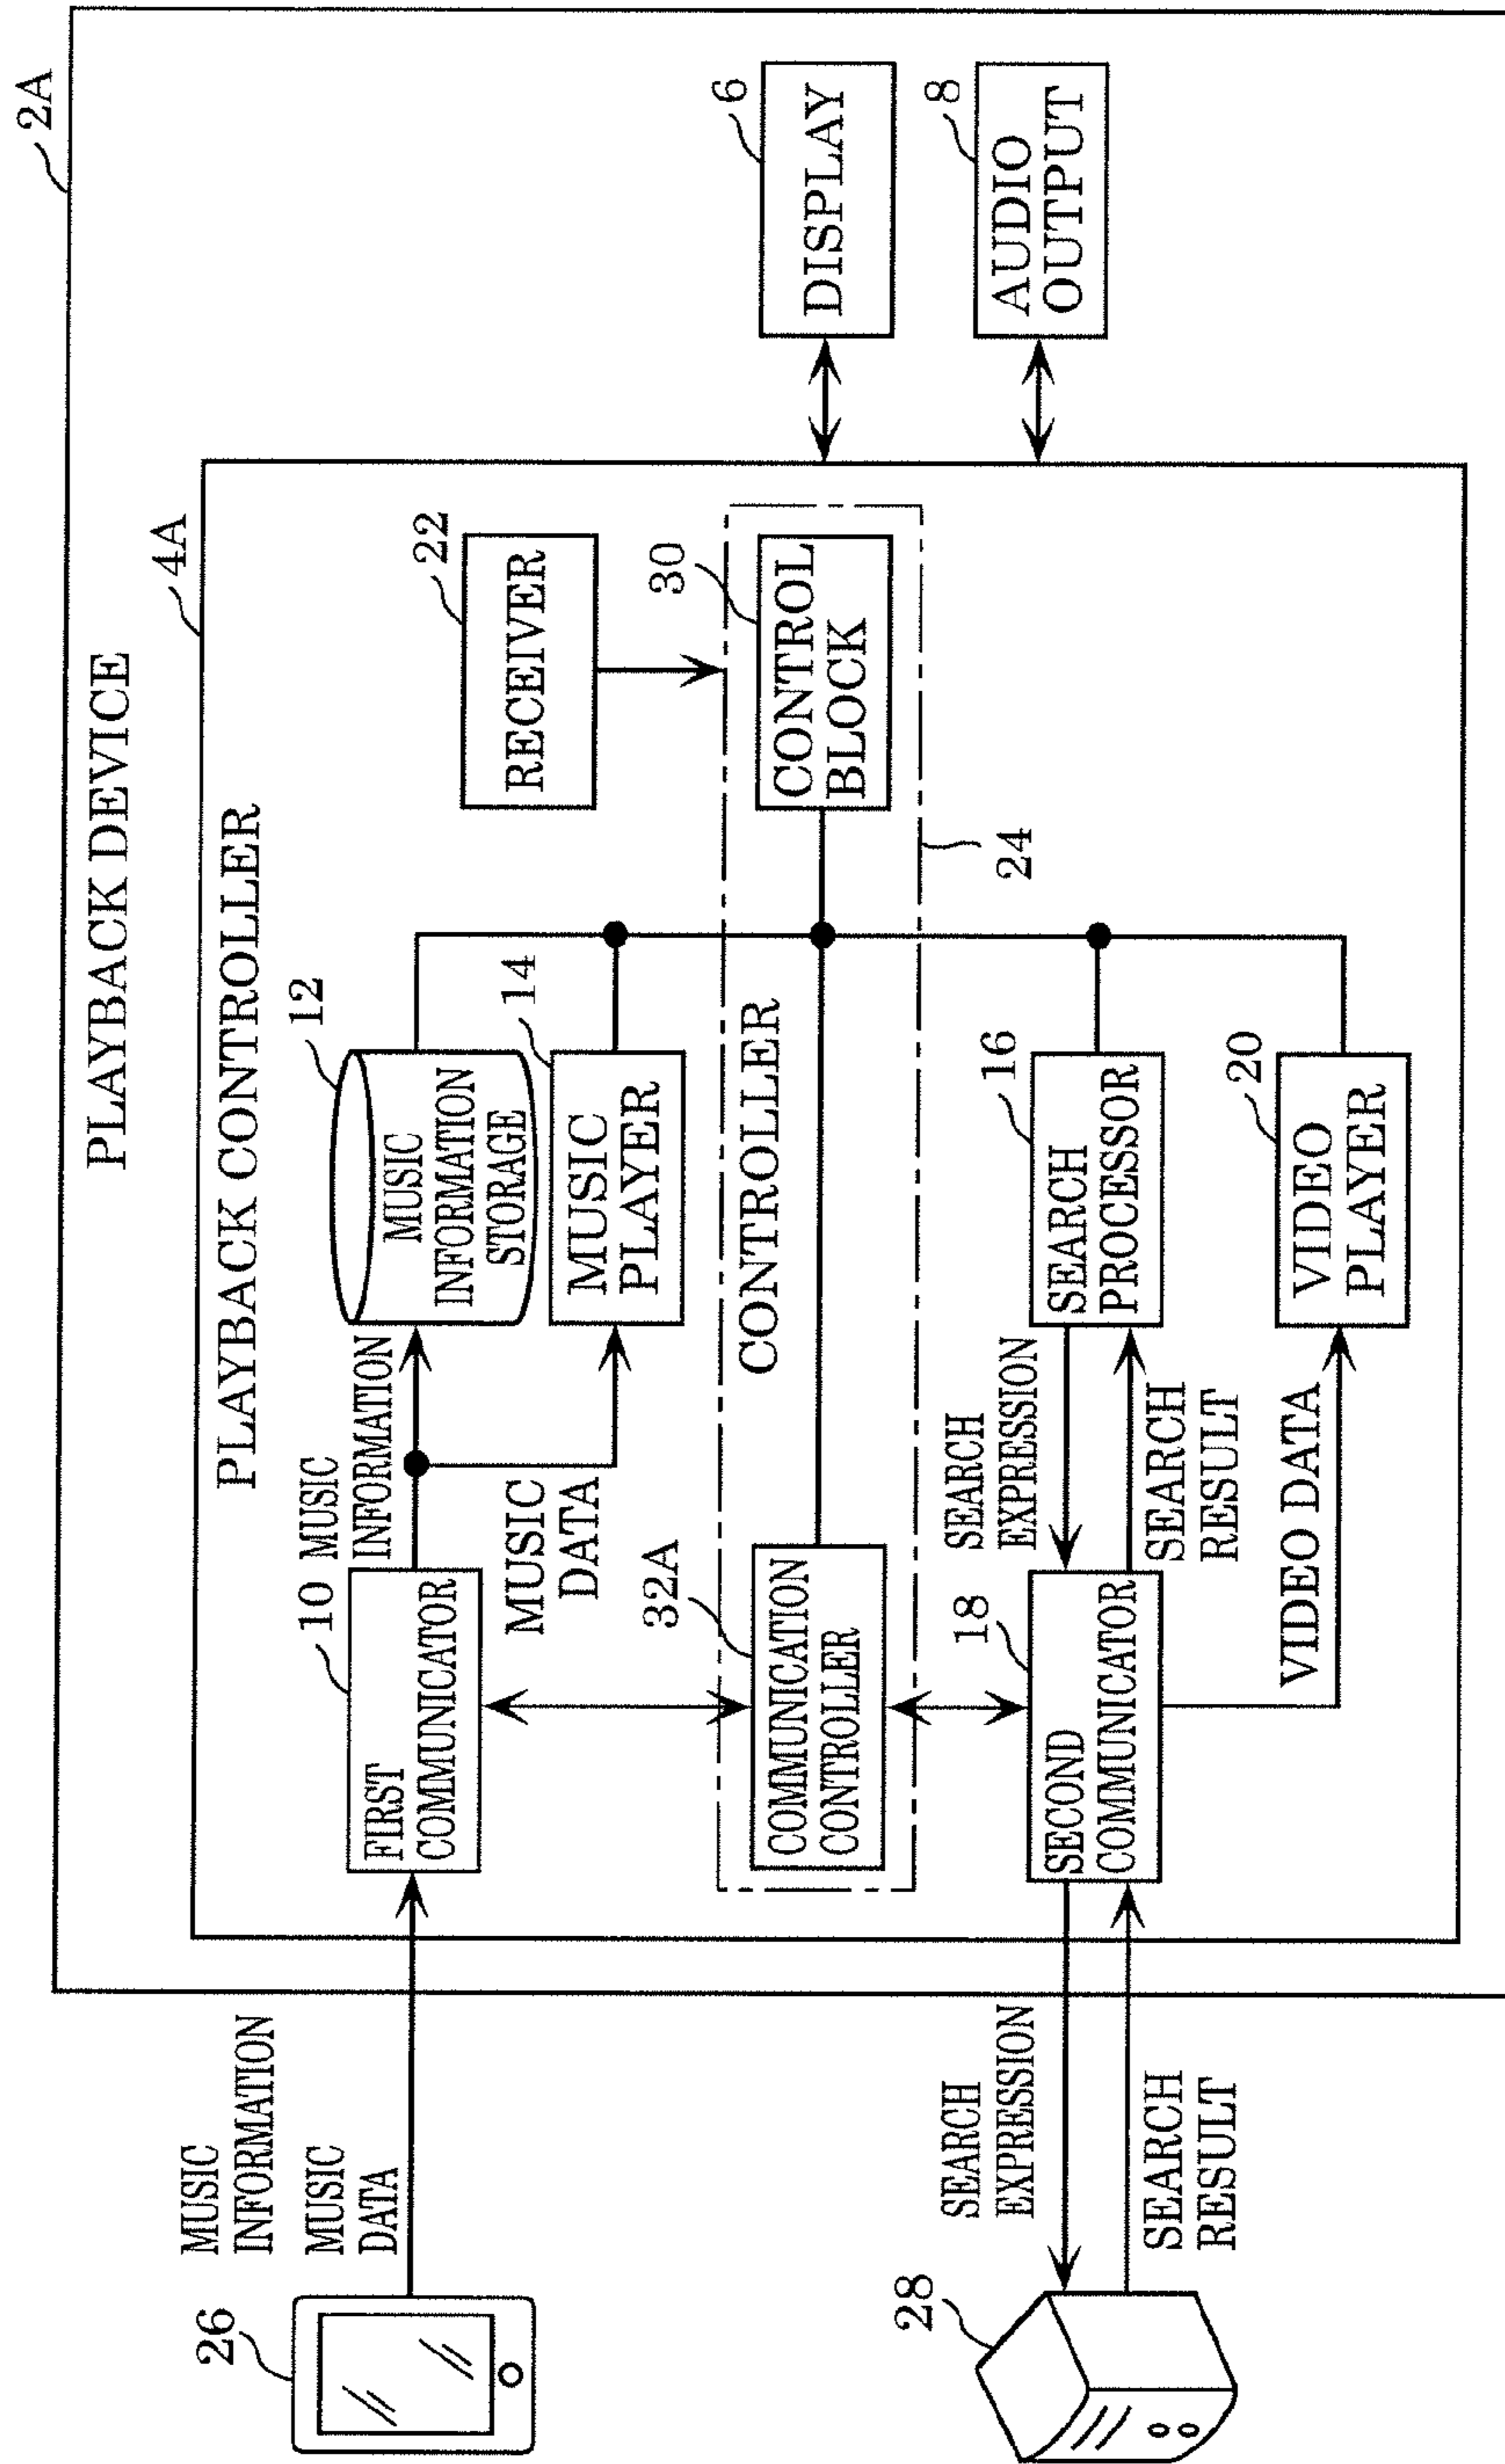 PLAYBACK DEVICE
2A
PLAYBACK CONTROLLER
4A
26
MUSIC
INFORMATION
MUSIC
DATA
10
FIRST
COMMUNICATOR
MUSIC
INFORMATION
MUSIC
DATA
12
MUSIC
INFORMATION
STORAGE
14
MUSIC
PLAYER
22
RECEIVER
6
DISPLAY
8
AUDIO
OUTPUT
32A
COMMUNICATION
CONTROLLER
CONTROLLER
30
CONTROL
BLOCK
24
28
SEARCH
EXPRESSION
SEARCH
RESULT
18
SECOND
COMMUNICATOR
SEARCH
EXPRESSION
SEARCH
RESULT
VIDEO DATA
16
SEARCH
PROCESSOR
20
VIDEO
PLAYER